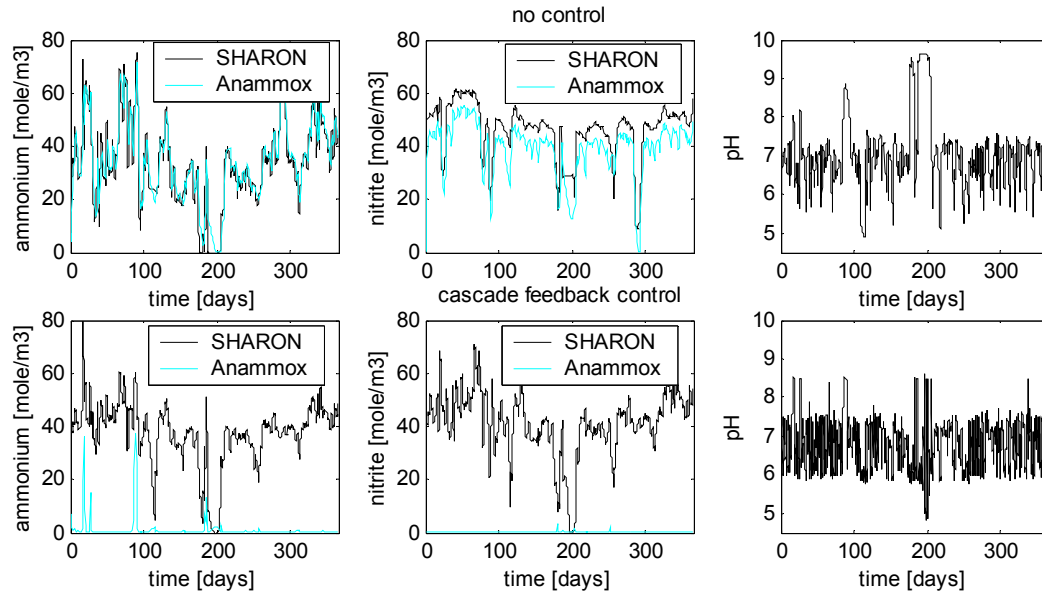 no control
80
60
40
20
0
ammonium [mole/m3]
SHARON
Anammox
0 100 200 300
time [days]
80
60
40
20
0
nitrite [mole/m3]
SHARON
Anammox
0 100 200 300
time [days]
10
9
8
7
6
5
pH
0 100 200 300
time [days]
cascade feedback control
80
60
40
20
0
ammonium [mole/m3]
SHARON
Anammox
0 100 200 300
time [days]
80
60
40
20
0
nitrite [mole/m3]
SHARON
Anammox
0 100 200 300
time [days]
10
9
8
7
6
5
pH
0 100 200 300
time [days]